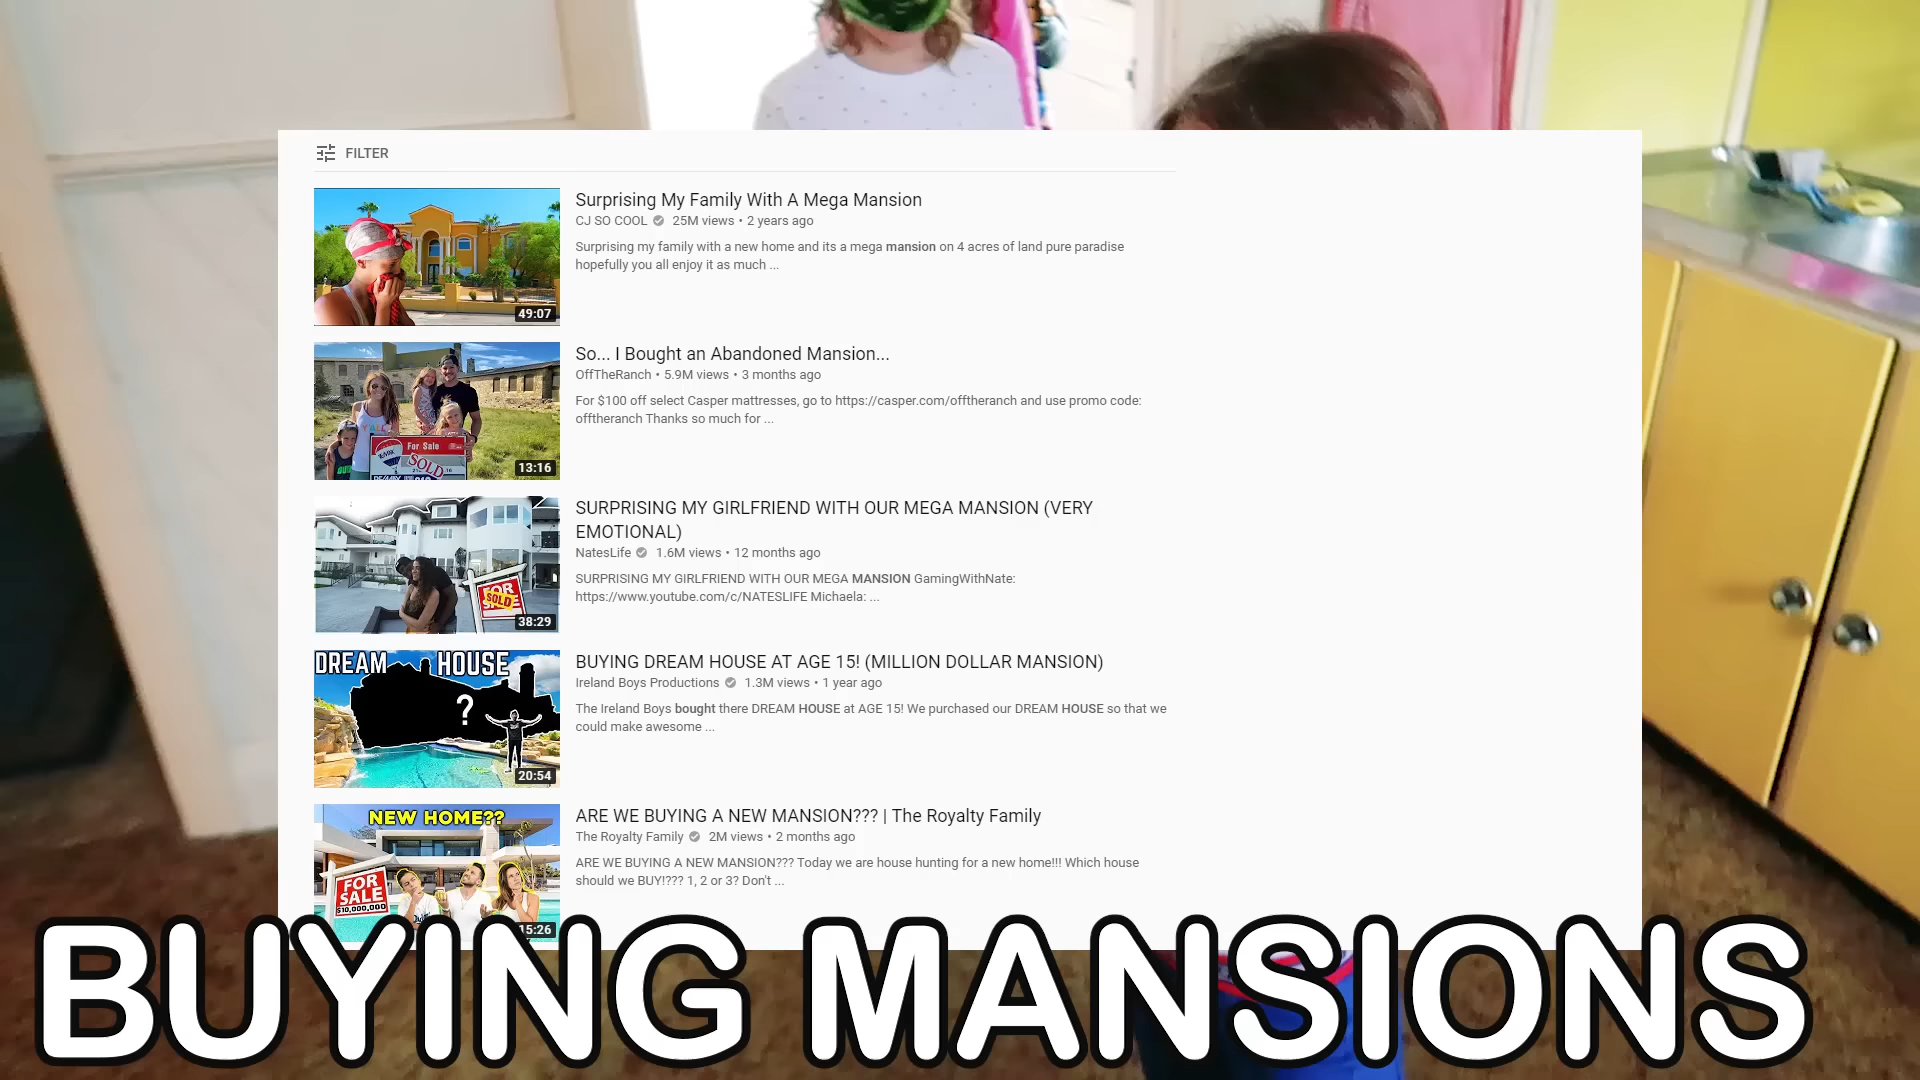 FILTER
Surprising My Family With A Mega Mansion
CJ SO COOL 25M views • 2 years ago
Surprising my family with a new home and its a mega mansion on 4 acres of land pure paradise
hopefully you all enjoy it as much ...
49:07
So... I Bought an Abandoned Mansion...
OffTheRanch • 5.9M views • 3 months ago
For $100 off select Casper mattresses, go to https://casper.com/offtheranch and use promo code:
offtheranch Thanks so much for ...
For Sale
SOLD
13:16
SURPRISING MY GIRLFRIEND WITH OUR MEGA MANSION (VERY
EMOTIONAL)
NatesLife 1.6M views • 12 months ago
SURPRISING MY GIRLFRIEND WITH OUR MEGA MANSION GamingWithNate:
https://www.youtube.com/c/NATESLIFE Michaela: ...
FOR
SOLD
38:29
DREAM HOUSE
?
BUYING DREAM HOUSE AT AGE 15! (MILLION DOLLAR MANSION)
Ireland Boys Productions 1.3M views • 1 year ago
The Ireland Boys bought there DREAM HOUSE at AGE 15! We purchased our DREAM HOUSE so that we
could make awesome ...
20:54
NEW HOME??
ARE WE BUYING A NEW MANSION??? | The Royalty Family
The Royalty Family 2M views • 2 months ago
ARE WE BUYING A NEW MANSION??? Today we are house hunting for a new home!!! Which house
should we BUY!??? 1, 2 or 3? Don't ...
FOR
SALE
$10,000,000
15:26
BUYING MANSIONS